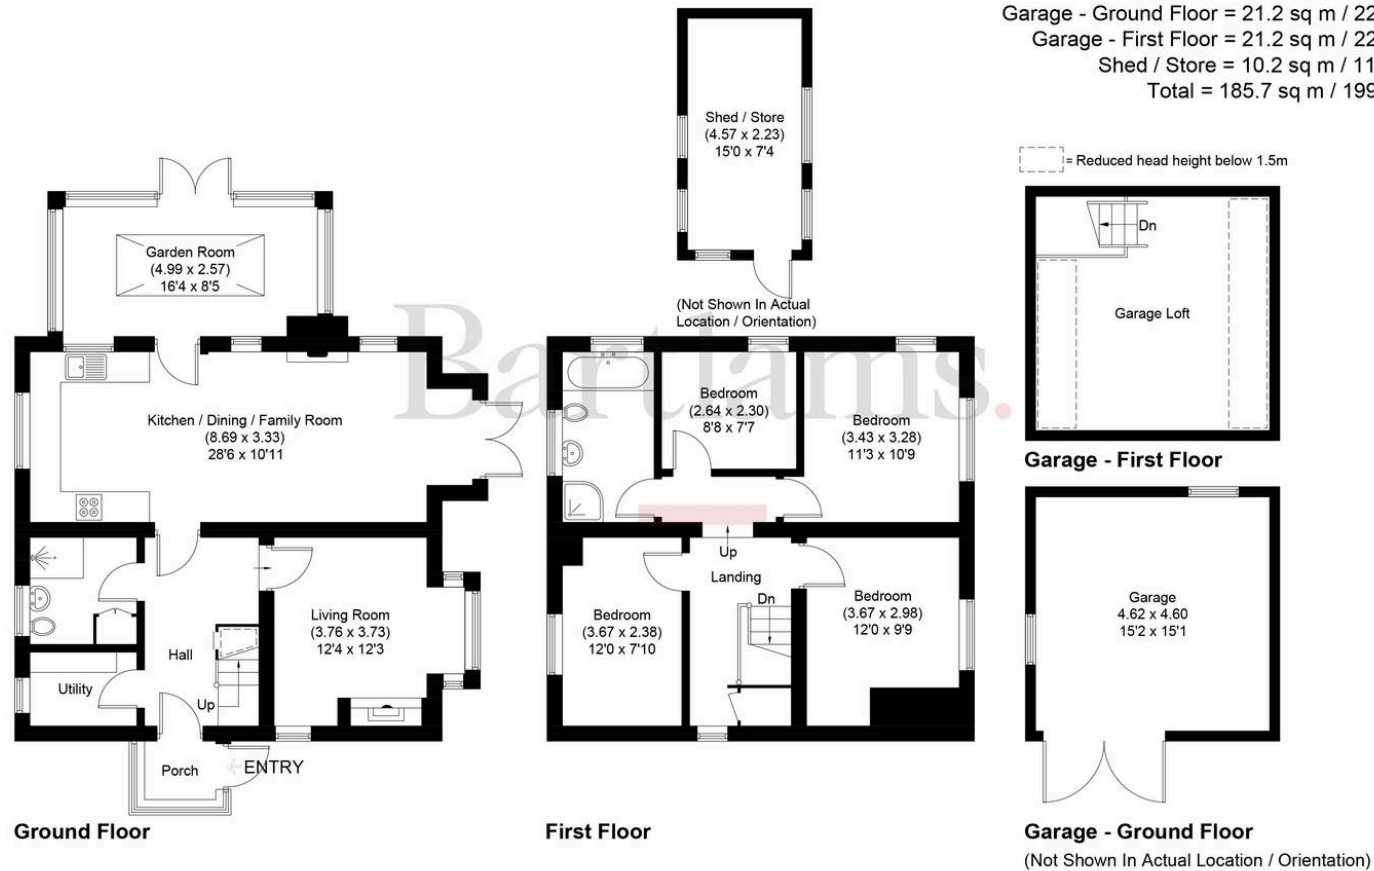 Garage - Ground Floor = 21.2 sq m / 22
Garage - First Floor = 21.2 sq m / 22
Shed / Store = 10.2 sq m / 11
Total = 185.7 sq m / 199
= Reduced head height below 1.5m
Shed / Store
(4.57 x 2.23)
15'0 x 7'4
(Not Shown In Actual
Location / Orientation)
Garden Room
(4.99 x 2.57)
16'4 x 8'5
Kitchen / Dining / Family Room
(8.69 x 3.33)
28'6 x 10'11
Living Room
(3.76 x 3.73)
12'4 x 12'3
Hall
Up
Utility
Porch
ENTRY
Ground Floor
Bedroom
(2.64 x 2.30)
8'8 x 7'7
Bedroom
(3.43 x 3.28)
11'3 x 10'9
Up
Landing
Dn
Bedroom
(3.67 x 2.38)
12'0 x 7'10
Bedroom
(3.67 x 2.98)
12'0 x 9'9
First Floor
Dn
Garage Loft
Garage - First Floor
Garage
4.62 x 4.60
15'2 x 15'1
Garage - Ground Floor
(Not Shown In Actual Location / Orientation)
Bartlams.